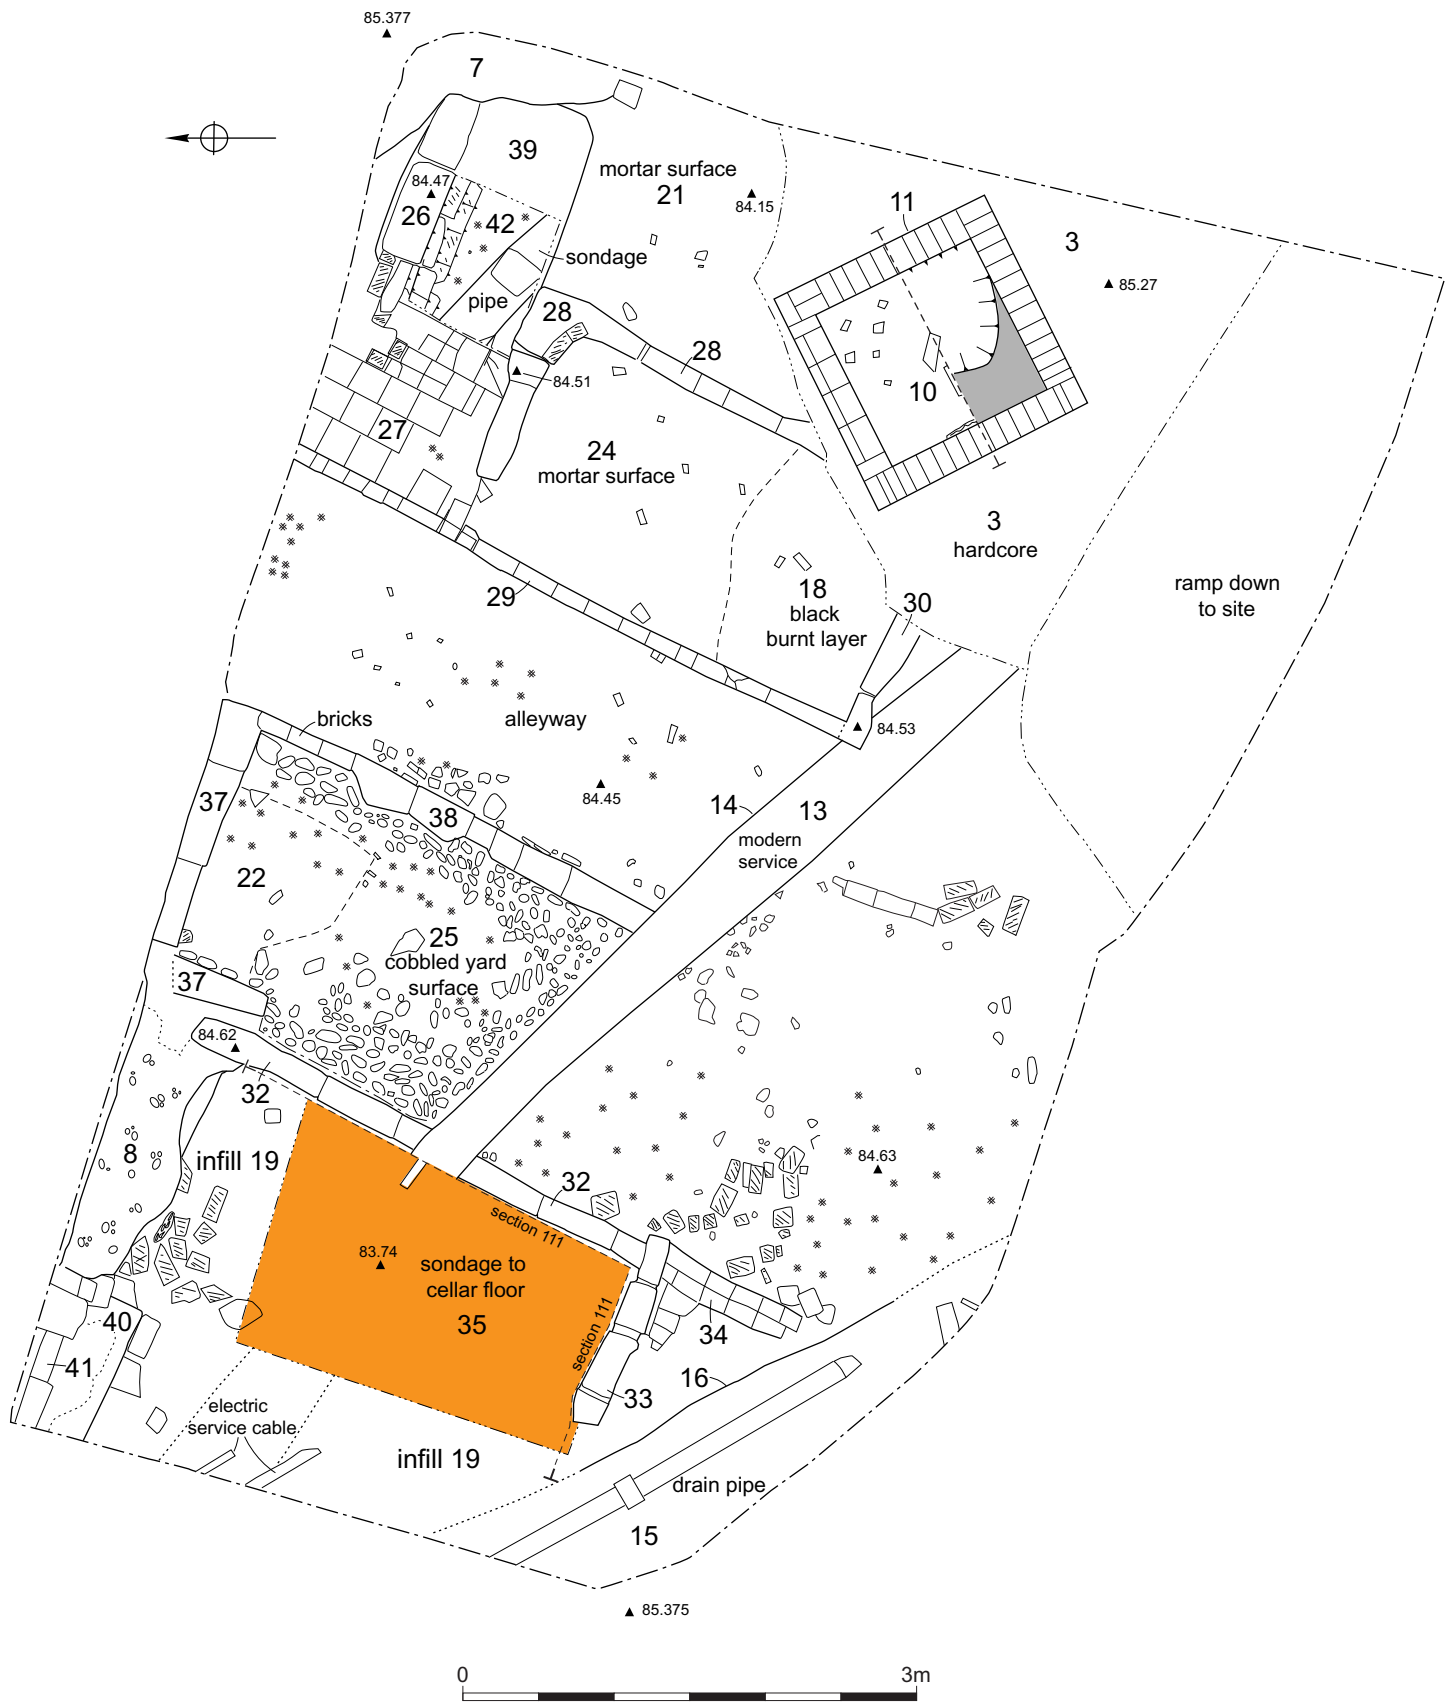 85.377
7
39
mortar surface
21
84.15
84.47
26
42
sondage
pipe
11
3
85.27
28
28
84.51
10
27
24
mortar surface
3
hardcore
ramp down
to site
18
black
burnt layer
30
29
bricks
alleyway
84.53
84.45
37
38
14
13
modern
service
22
25
cobbled yard
surface
37
84.62
32
8
infill 19
84.63
32
section 111
83.74
sondage to
cellar floor
35
section 111
40
41
34
33
16
electric
service cable
infill 19
drain pipe
15
85.375
0
3m